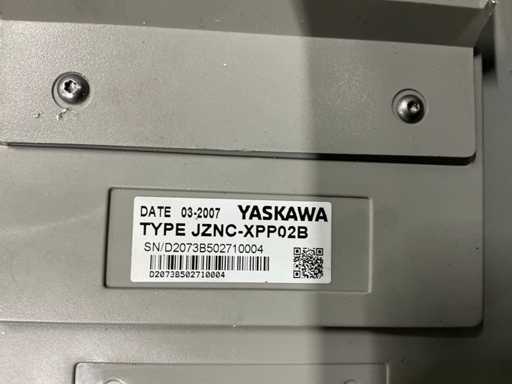 DATE 03-2007 YASKAWA
TYPE JZNC-XPP02B
SN/D2073B502710004
D2073B502710004